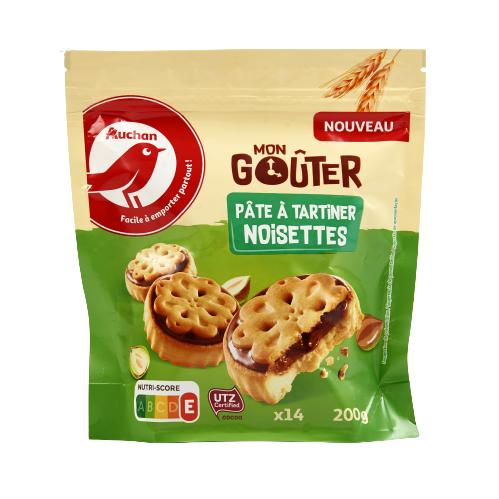 Auchan
Facile à emporter partout !
NOUVEAU
MON
GOÛTER
PÂTE À TARTINER
NOISETTES
NUTRI-SCORE
A B C D E
UTZ
Certified
COCOA
x14
200g